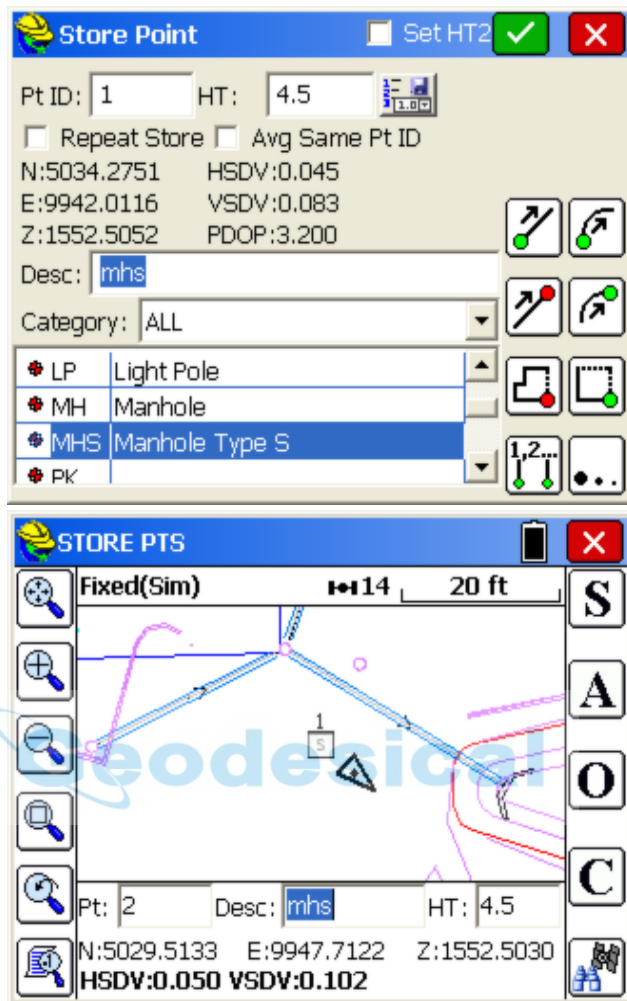 Store Point Set HT2
Pt ID: 1 HT: 4.5
Repeat Store Avg Same Pt ID
N:5034.2751 HSDV:0.045
E:9942.0116 VSDV:0.083
Z:1552.5052 PDOP:3.200
Desc: mhs
Category: ALL
LP Light Pole
MH Manhole
MHS Manhole Type S
PK
1,2...
STORE PTS
Fixed(Sim) 14 20 ft
S
A
1
S
Geodesical
O
C
Pt: 2 Desc: mhs HT: 4.5
N:5029.5133 E:9947.7122 Z:1552.5030
HSDV:0.050 VSDV:0.102